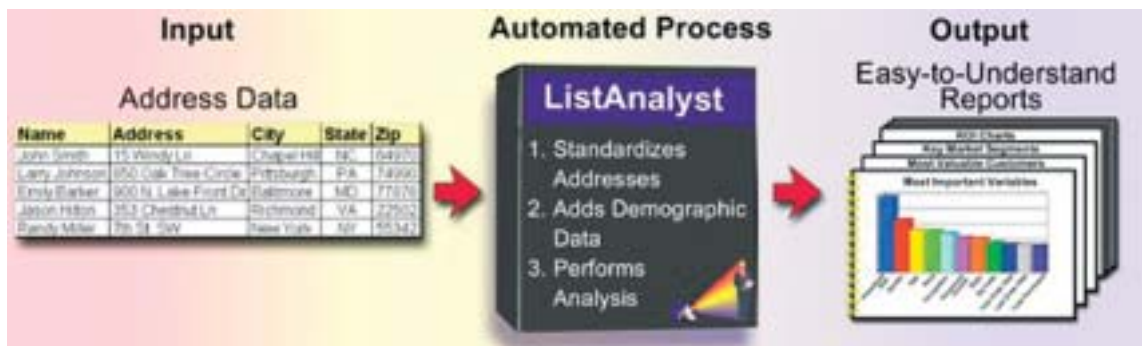 Input
Address Data
Name Address City State Zip
John Smith 15 Windy Ln Chapel Hill NC
Larry Johnson 850 Oak Tree Circle Pittsburgh PA 74990
Emily Barker 900 N. Lake Front Dr Baltimore MD
Jason Hilton 353 Chestnut Ln Richmond VA 22502
Randy Miller 7th St. SW New York NY 55342
Automated Process
ListAnalyst
1. Standardizes
Addresses
2. Adds Demographic
Data
3. Performs
Analysis
Output
Easy-to-Understand
Reports
ROI Charts
Key Market Segments
Most Valuable Customers
Most Important Variables